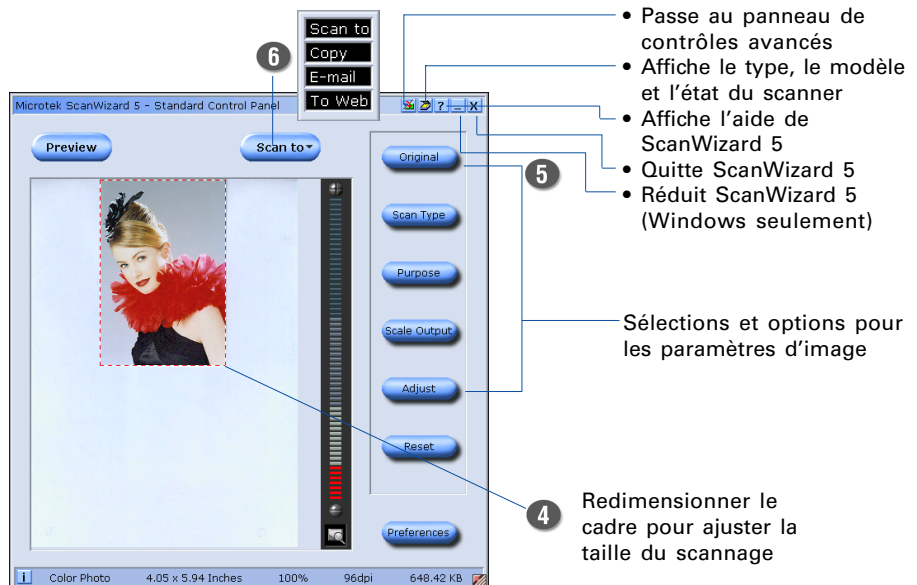 Scan to
Copy
E-mail
To Web
6
• Passe au panneau de
contrôles avancés
• Affiche le type, le modèle
et l'état du scanner
• Affiche l'aide de
ScanWizard 5
• Quitte ScanWizard 5
• Réduit ScanWizard 5
(Windows seulement)
Microtek ScanWizard 5 - Standard Control Panel
? _ X
Preview
Scan to
Original
5
Scan Type
Purpose
Scale Output
Sélections et options pour
les paramètres d'image
Adjust
Reset
4
Redimensionner le
cadre pour ajuster la
taille du scannage
Preferences
i Color Photo 4.05 x 5.94 Inches 100% 96dpi 648.42 KB